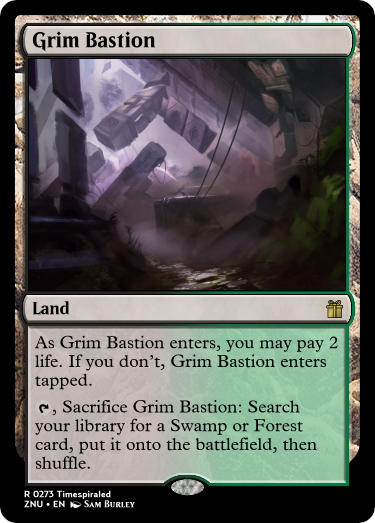 Grim Bastion
Land
As Grim Bastion enters, you may pay 2
life. If you don't, Grim Bastion enters
tapped.
, Sacrifice Grim Bastion: Search
your library for a Swamp or Forest
card, put it onto the battlefield, then
shuffle.
R 0273 Timespiraled
ZNU • EN Sam Burley